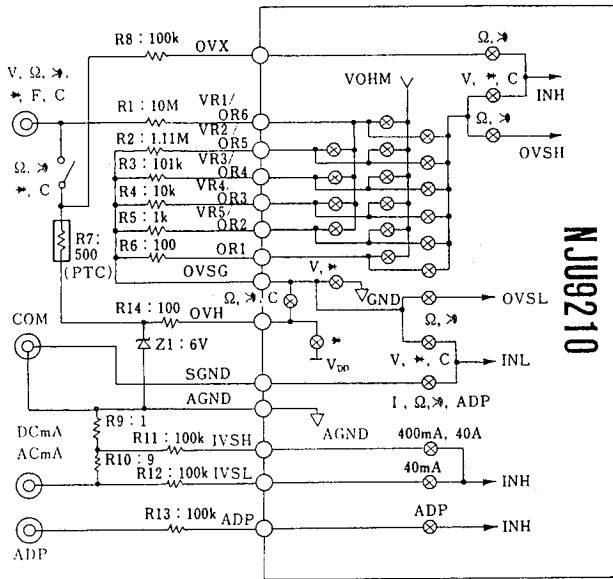 R8：100k OVX
Ω, ⯮
V, Ω, ⯮,
⯮, F, C
VOHM
V, ⯮, C
INH
R1：10M VR1/
OR6
Ω, ⯮
OVSH
R2：1.11M VR2/
OR5
R3：101k VR3/
OR4
Ω, ⯮
⯮, C
R4：10k VR4/
OR3
R5：1k VR5/
OR2
R6：100 OR1
R7：
500
(PTC)
OVSG
V, ⯮
GND
Ω, ⯮, C
OVSL
R14：100 OVH
Ω, ⯮
COM
Z1：6V
VDD
V, ⯮, C
INL
SGND
I, Ω, ⯮, ADP
AGND
AGND
R9：1
DCmA
ACmA
R11：100k IVSH
400mA, 40A
R10：9
R12：100k IVSL
40mA
INH
R13：100k ADP
ADP
INH
ADP
NJU9210